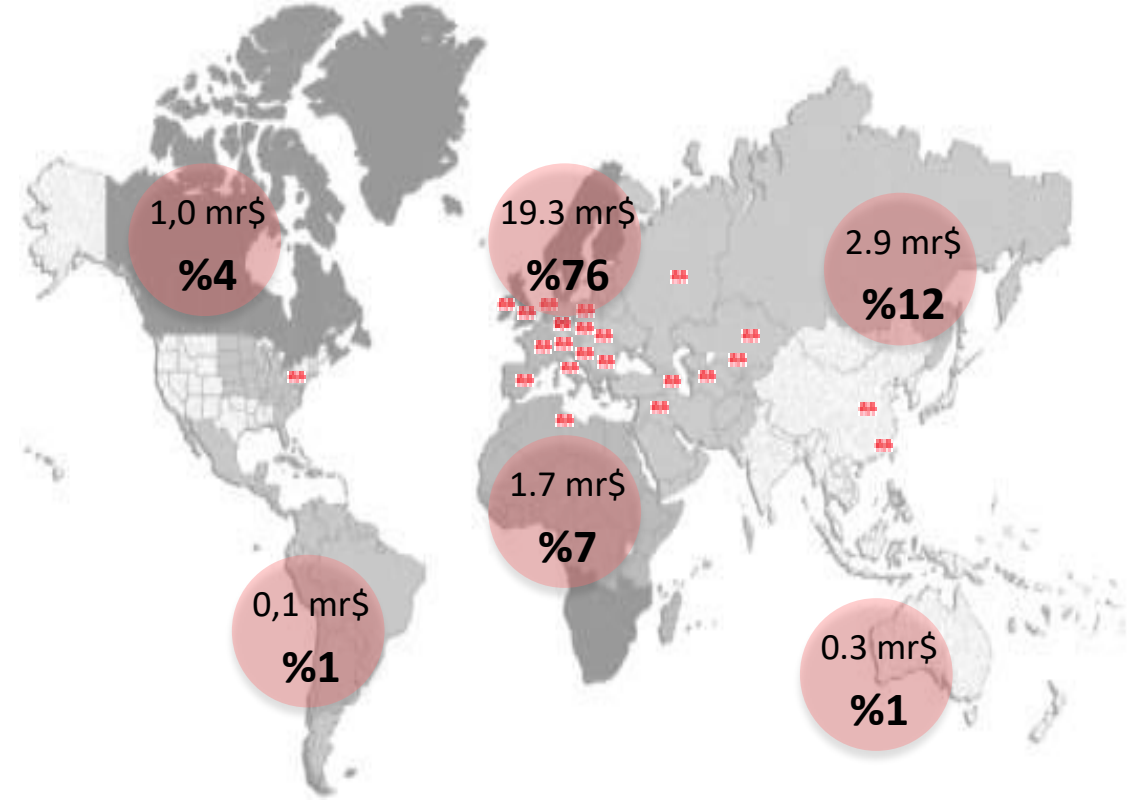 1,0 mr$
%4
19.3 mr$
%76
2.9 mr$
%12
1.7 mr$
%7
0,1 mr$
%1
0.3 mr$
%1